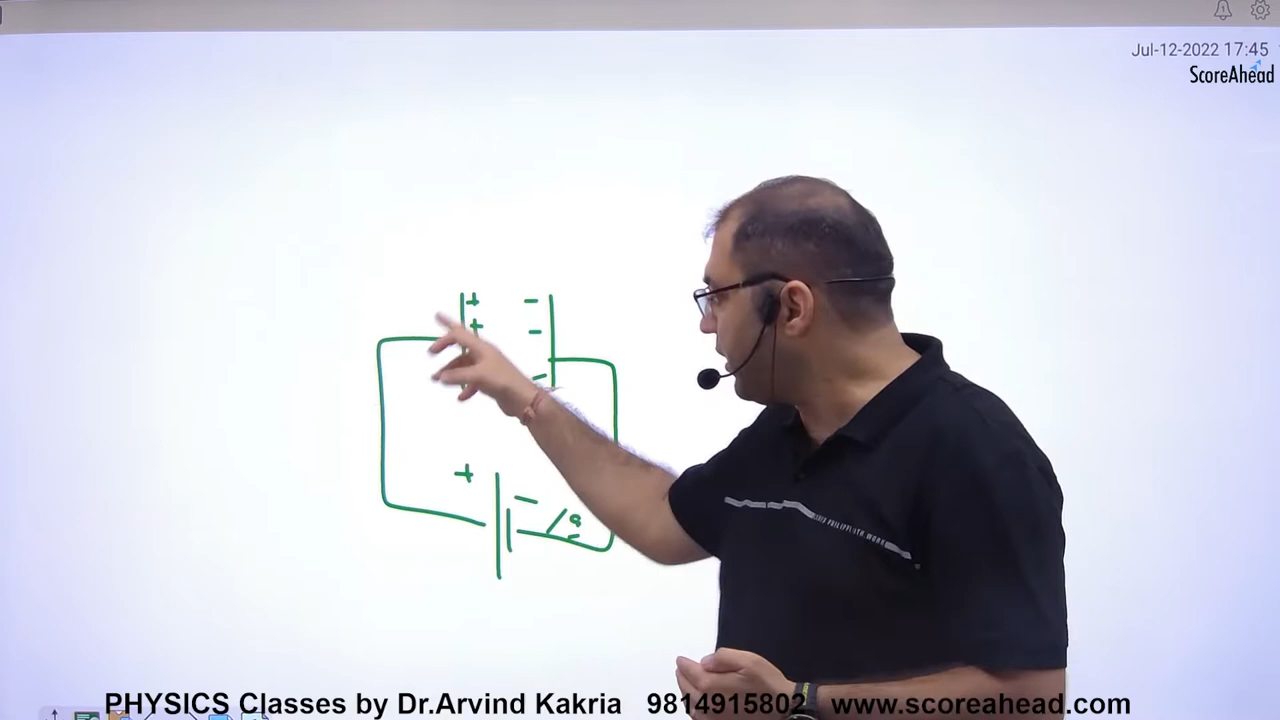 Jul-12-2022 17:45
ScoreAhead
+ -
+ -
-
+ -
PHYSICS Classes by Dr.Arvind Kakria 9814915802 www.scoreahead.com